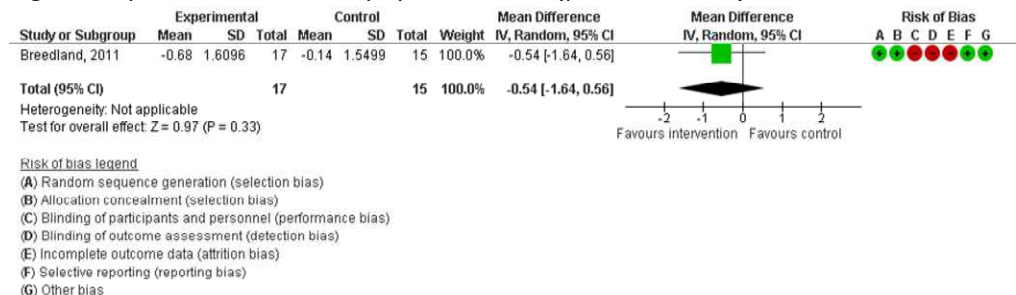 Experimental Control Mean Difference Mean Difference Risk of Bias
Study or Subgroup Mean SD Total Mean SD Total Weight IV, Random, 95% CI IV, Random, 95% CI A B C D E F G
Breedland, 2011 -0.68 1.6096 17 -0.14 1.5499 15 100.0% -0.54 [-1.64, 0.56] + + - - - + +
Total (95% CI) 17 15 100.0% -0.54 [-1.64, 0.56]
Heterogeneity: Not applicable
Test for overall effect: Z = 0.97 (P = 0.33)
-2 -1 0 1 2
Favours intervention Favours control
Risk of bias legend
(A) Random sequence generation (selection bias)
(B) Allocation concealment (selection bias)
(C) Blinding of participants and personnel (performance bias)
(D) Blinding of outcome assessment (detection bias)
(E) Incomplete outcome data (attrition bias)
(F) Selective reporting (reporting bias)
(G) Other bias